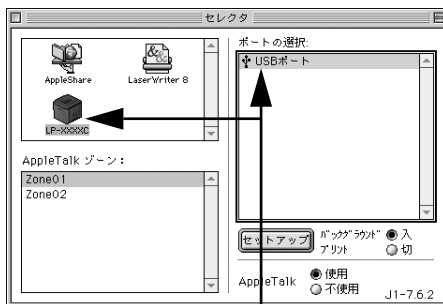 セレクタ
AppleShare
LaserWriter 8
LP-XXXXC
AppleTalk ゾーン：
Zone01
Zone02
ポートの選択:
USBポート
セットアップ
バックグラウンド
プリント
入
切
AppleTalk
使用
不使用
J1-7.6.2